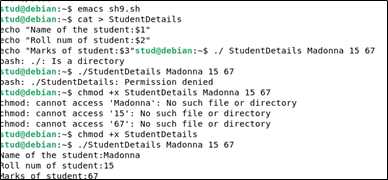 stud@debian:~$ emacs sh9.sh
stud@debian:~$ cat > StudentDetails
echo "Name of the student:$1"
echo "Roll num of student:$2"
echo "Marks of student:$3"stud@debian:~$ ./ StudentDetails Madonna 15 67
bash: ./: Is a directory
stud@debian:~$ ./StudentDetails Madonna 15 67
bash: ./StudentDetails: Permission denied
stud@debian:~$ chmod +x StudentDetails Madonna 15 67
chmod: cannot access 'Madonna': No such file or directory
chmod: cannot access '15': No such file or directory
chmod: cannot access '67': No such file or directory
stud@debian:~$ chmod +x StudentDetails
stud@debian:~$ ./StudentDetails Madonna 15 67
Name of the student:Madonna
Roll num of student:15
Marks of student:67